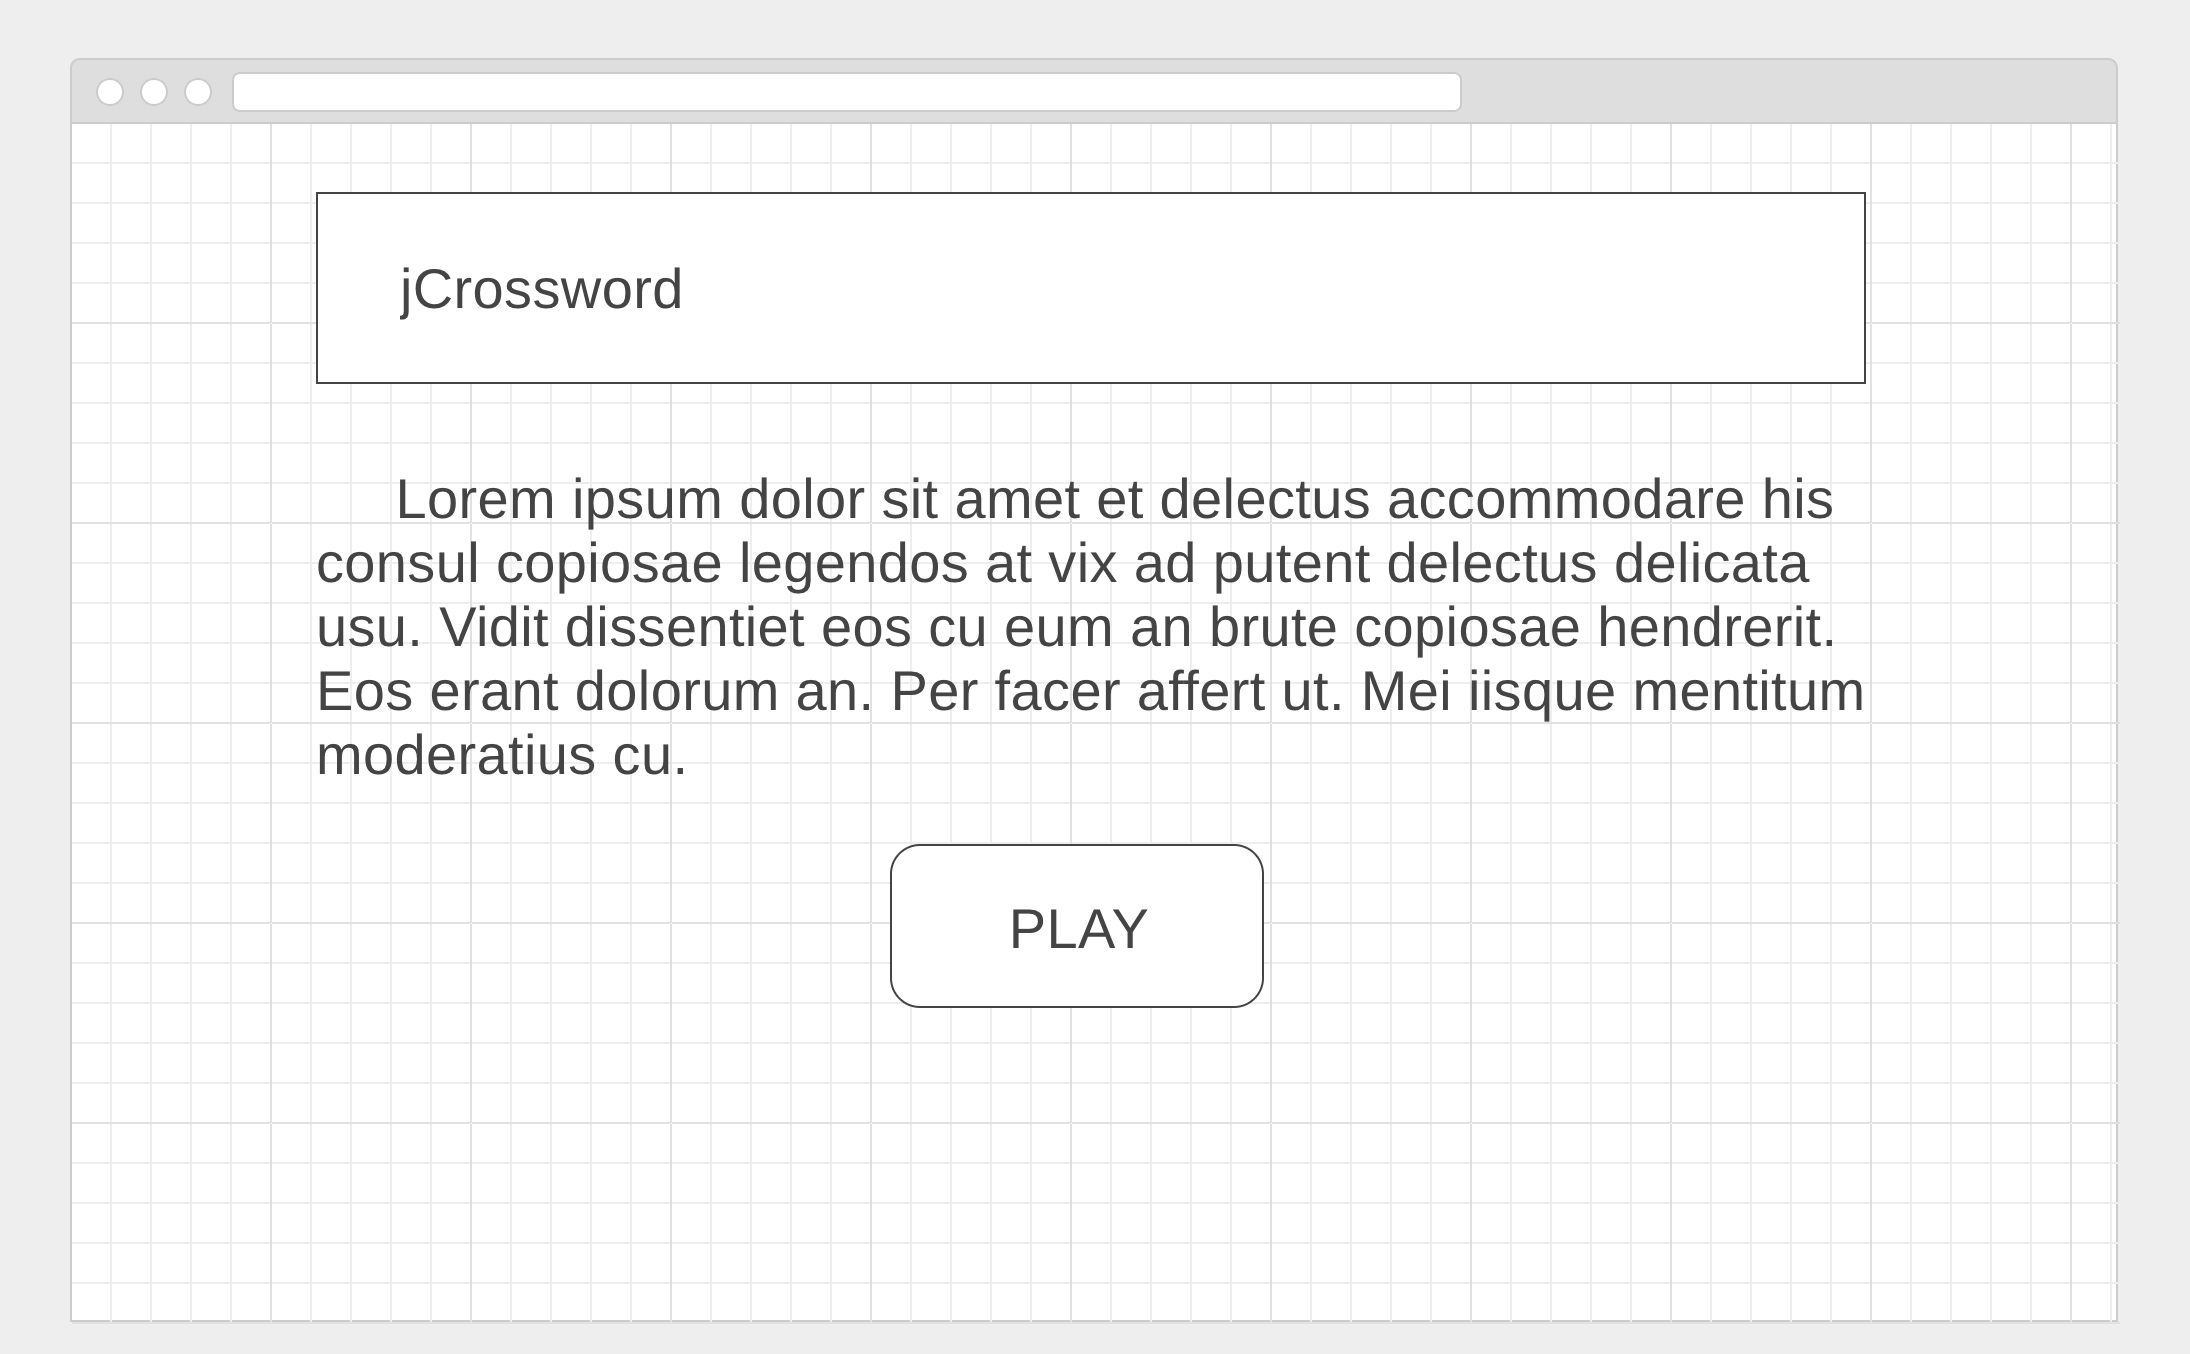 jCrossword
Lorem ipsum dolor sit amet et delectus accommodare his
consul copiosae legendos at vix ad putent delectus delicata
usu. Vidit dissentiet eos cu eum an brute copiosae hendrerit.
Eos erant dolorum an. Per facer affert ut. Mei iisque mentitum
moderatius cu.
PLAY